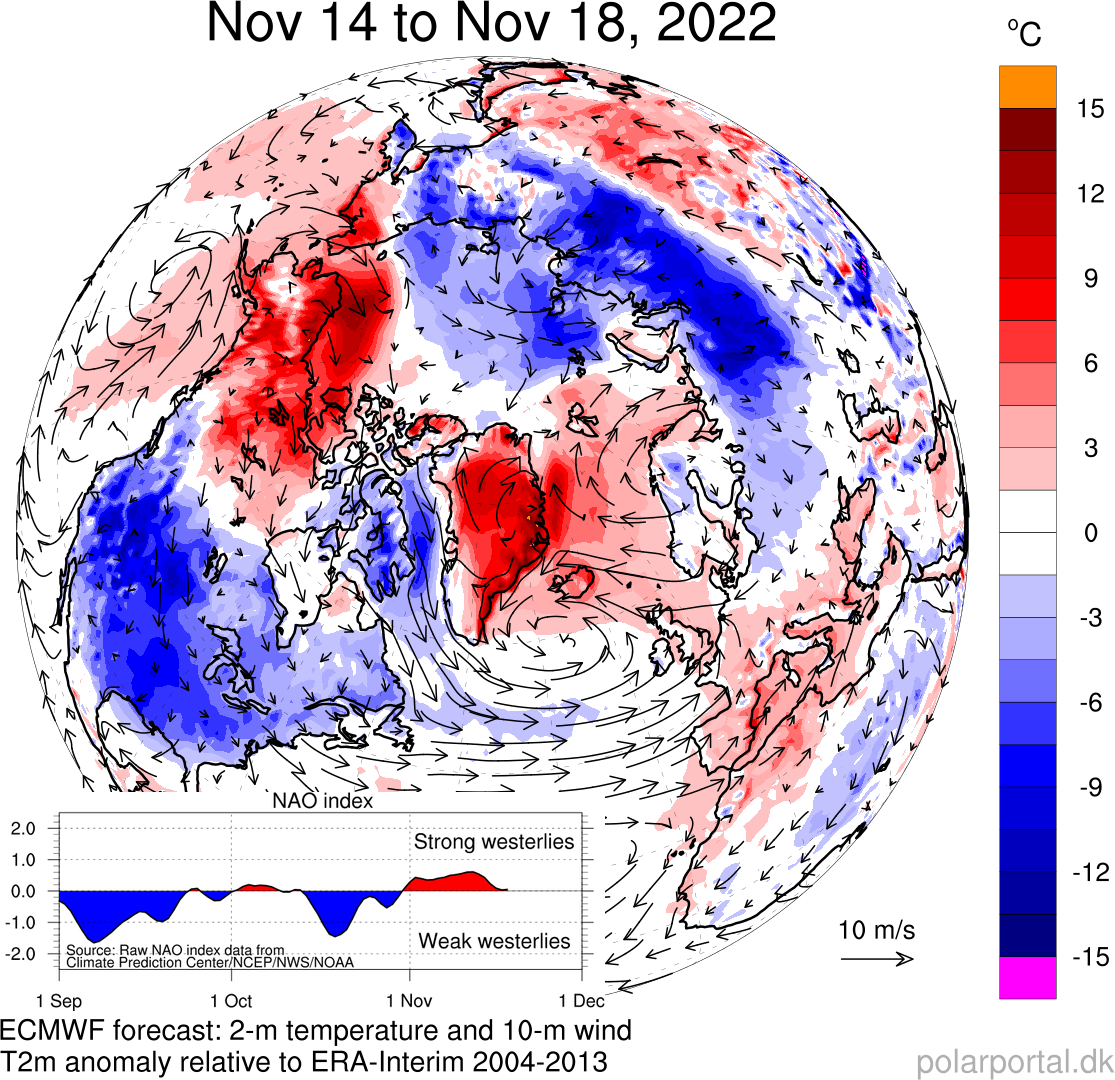 Nov 14 to Nov 18, 2022
°C
15
12
9
6
3
0
-3
-6
-9
-12
-15
NAO index
2.0
1.0
0.0
-1.0
-2.0
Strong westerlies
Weak westerlies
Source: Raw NAO index data from
Climate Prediction Center/NCEP/NWS/NOAA
1 Sep 1 Oct 1 Nov 1 Dec
10 m/s
ECMWF forecast: 2-m temperature and 10-m wind
T2m anomaly relative to ERA-Interim 2004-2013
polarportal.dk